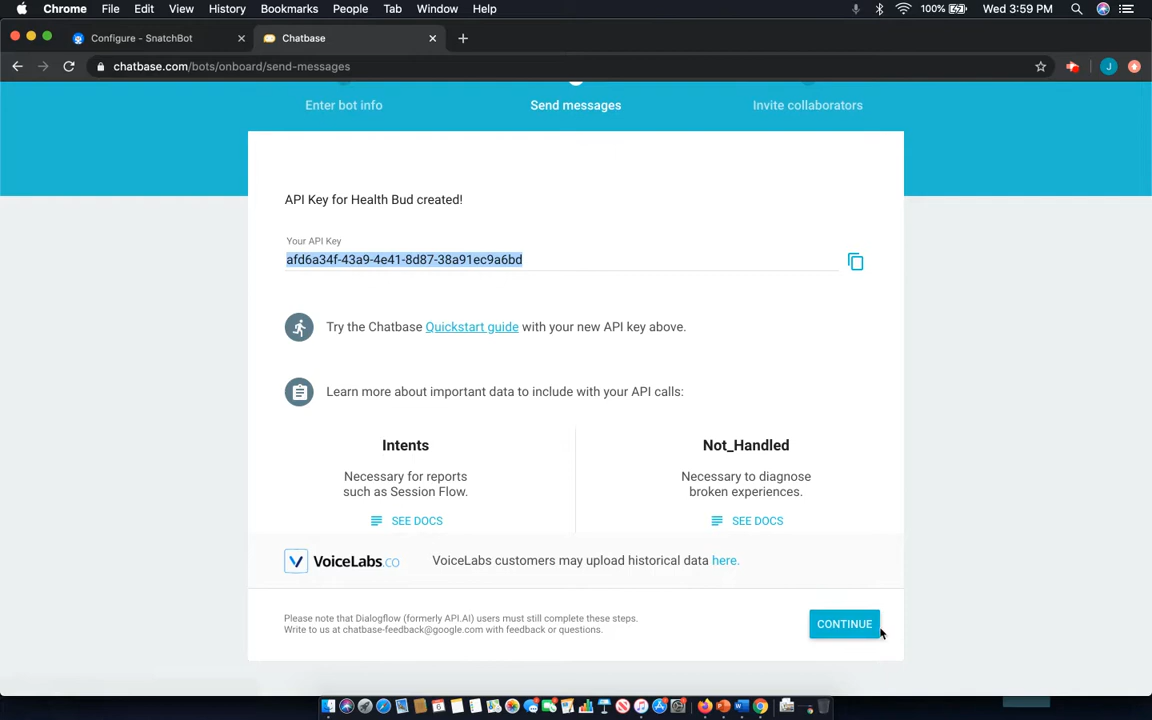 Chrome File Edit View History Bookmarks People Tab Window Help 100% Wed 3:59 PM
Configure - SnatchBot Chatbase
chatbase.com/bots/onboard/send-messages J
Enter bot info Send messages Invite collaborators
API Key for Health Bud created!
Your API Key
afd6a34f-43a9-4e41-8d87-38a91ec9a6bd
Try the Chatbase Quickstart guide with your new API key above.
Learn more about important data to include with your API calls:
Intents
Necessary for reports
such as Session Flow.
SEE DOCS
Not_Handled
Necessary to diagnose
broken experiences.
SEE DOCS
VoiceLabs.CO VoiceLabs customers may upload historical data here.
Please note that Dialogflow (formerly API.AI) users must still complete these steps.
Write to us at chatbase-feedback@google.com with feedback or questions.
CONTINUE